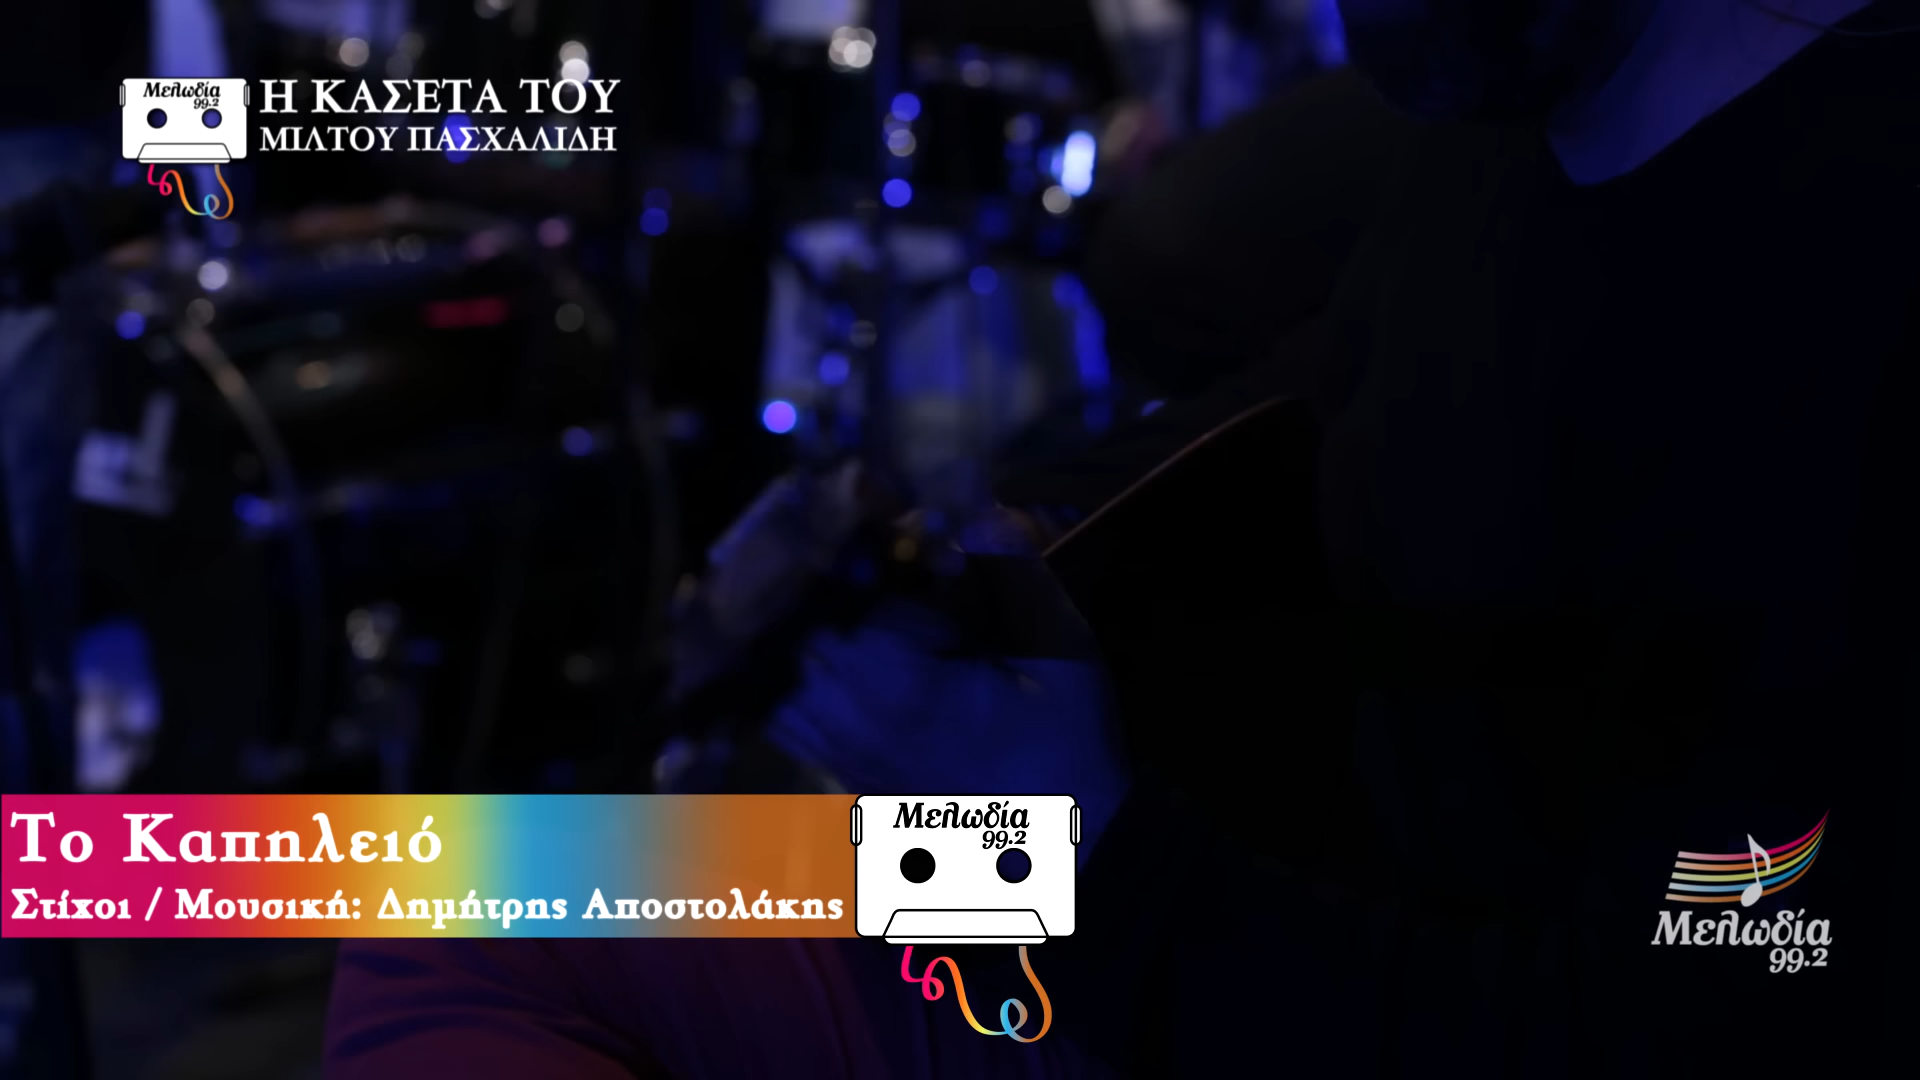 Μελωδία
99.2
Η ΚΑΣΕΤΑ ΤΟΥ
ΜΙΛΤΟΥ ΠΑΣΧΑΛΙΔΗ
Το Καπηλειό
Στίχοι / Μουσική: Δημήτρης Αποστολάκης
Μελωδία
99.2
Μελωδία
99.2